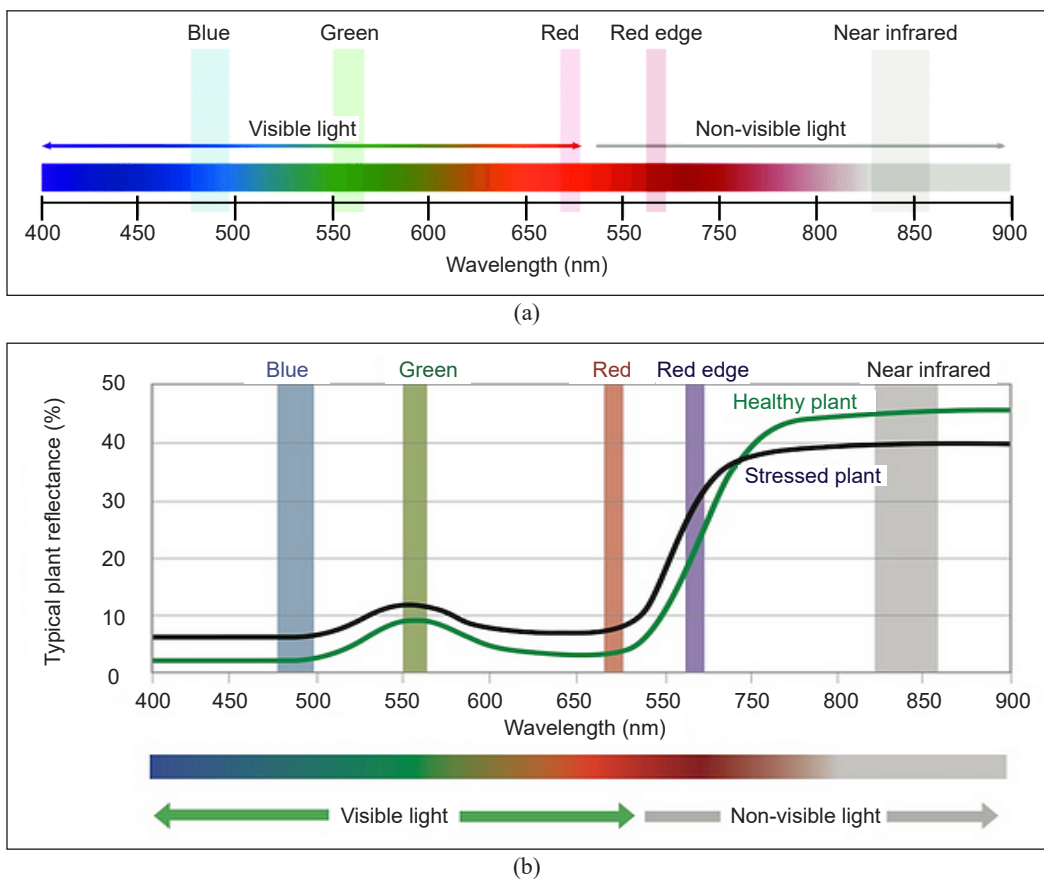 Blue Green Red Red edge Near infrared
Visible light Non-visible light
400 450 500 550 600 650 550 750 800 850 900
Wavelength (nm)
(a)
Blue Green Red Red edge Near infrared
Typical plant reflectance (%)
50
40
30
20
10
0
Healthy plant
Stressed plant
400 450 500 550 600 650 550 750 800 850 900
Wavelength (nm)
Visible light Non-visible light
(b)